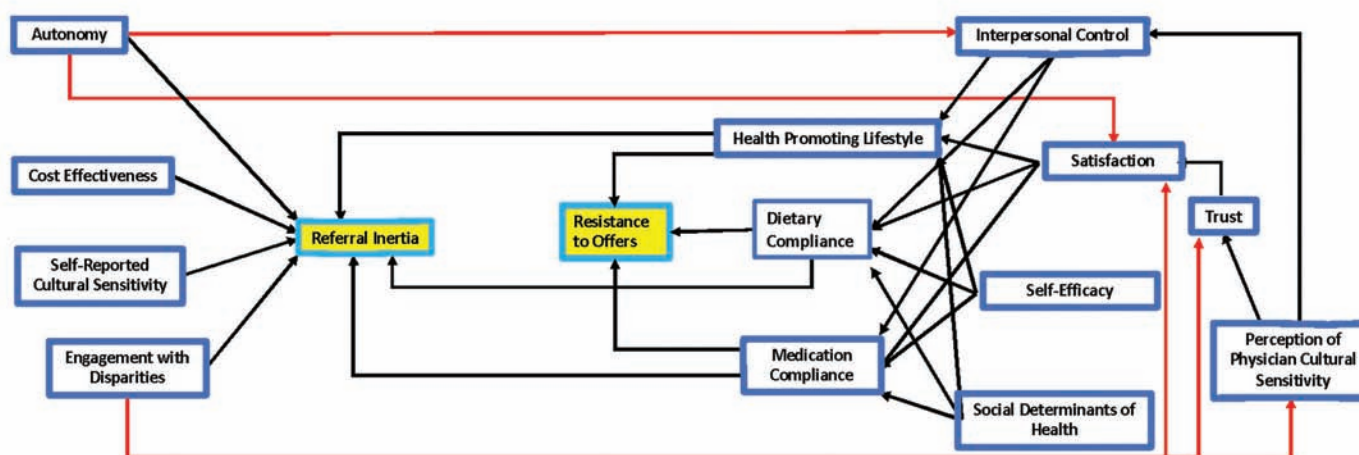 Autonomy
Interpersonal Control
Health Promoting Lifestyle
Satisfaction
Cost Effectiveness
Resistance
to Offers
Dietary
Compliance
Trust
Referral Inertia
Self-Reported
Cultural Sensitivity
Self-Efficacy
Engagement with
Disparities
Medication
Compliance
Perception of
Physician Cultural
Sensitivity
Social Determinants of
Health